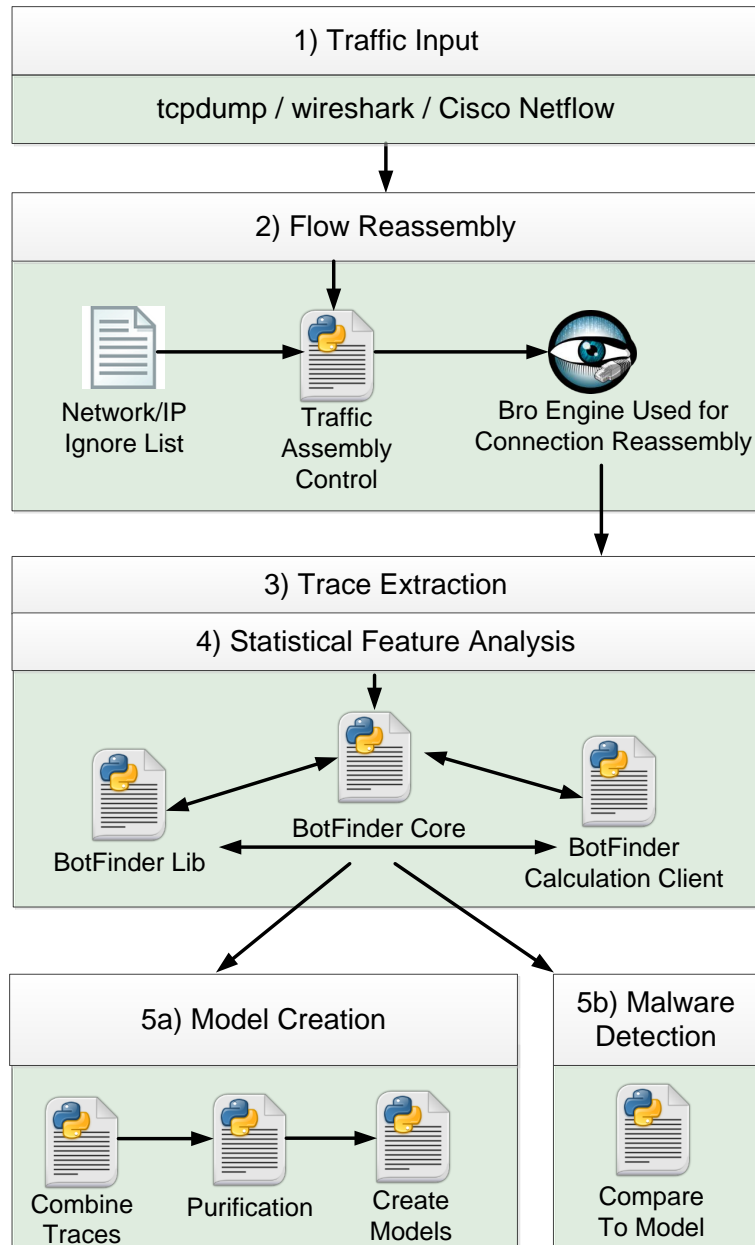 1) Traffic Input
tcpdump / wireshark / Cisco Netflow
2) Flow Reassembly
Network/IP
Ignore List
Traffic
Assembly
Control
Bro Engine Used for
Connection Reassembly
3) Trace Extraction
4) Statistical Feature Analysis
BotFinder Lib
BotFinder Core
BotFinder
Calculation Client
5a) Model Creation
Combine
Traces
Purification
Create
Models
5b) Malware
Detection
Compare
To Model